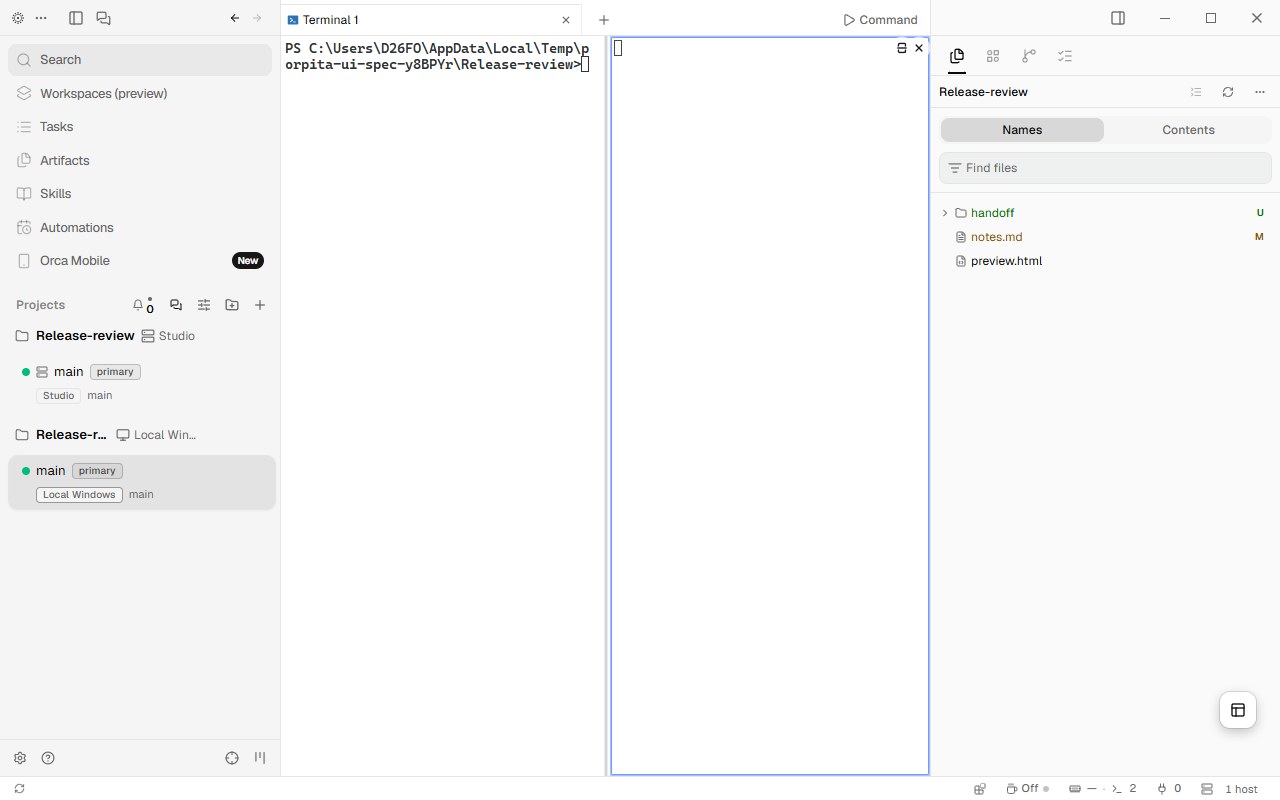 Terminal 1
Command
Search
Workspaces (preview)
Tasks
Artifacts
Skills
Automations
Orca Mobile
New
Projects
0
Release-review
Studio
main
primary
Studio
main
Release-r...
Local Win...
main
primary
Local Windows
main
PS C:\Users\D26FO\AppData\Local\Temp\p
orpita-ui-spec-y8BPYr\Release-review>
Release-review
Names
Contents
Find files
handoff
U
notes.md
M
preview.html
Off
2
0
1 host